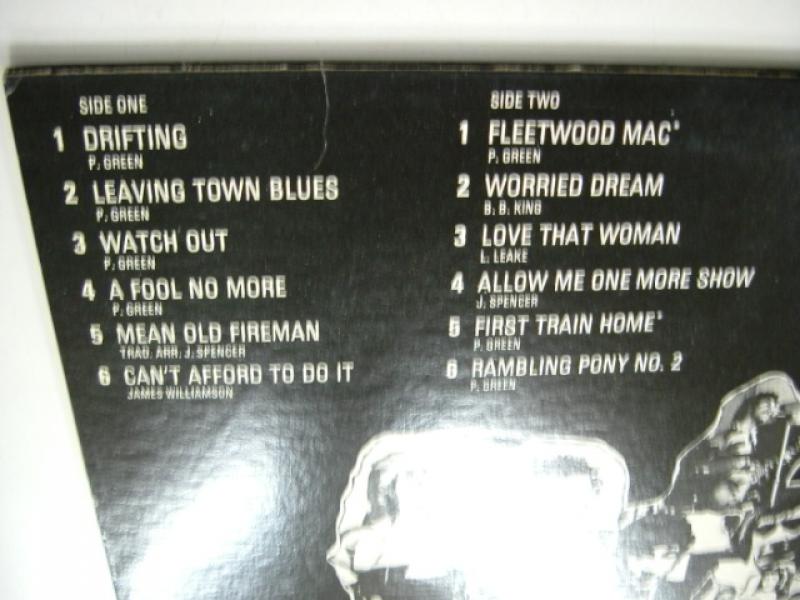 SIDE ONE
1 DRIFTING
P. GREEN
2 LEAVING TOWN BLUES
P. GREEN
3 WATCH OUT
P. GREEN
4 A FOOL NO MORE
P. GREEN
5 MEAN OLD FIREMAN
TRAD. ARR. J. SPENCER
6 CAN'T AFFORD TO DO IT
JAMES WILLIAMSON
SIDE TWO
1 FLEETWOOD MAC*
P. GREEN
2 WORRIED DREAM
B. B. KING
3 LOVE THAT WOMAN
L. LEAKE
4 ALLOW ME ONE MORE SHOW
J. SPENCER
5 FIRST TRAIN HOME*
P. GREEN
6 RAMBLING PONY NO. 2
P. GREEN